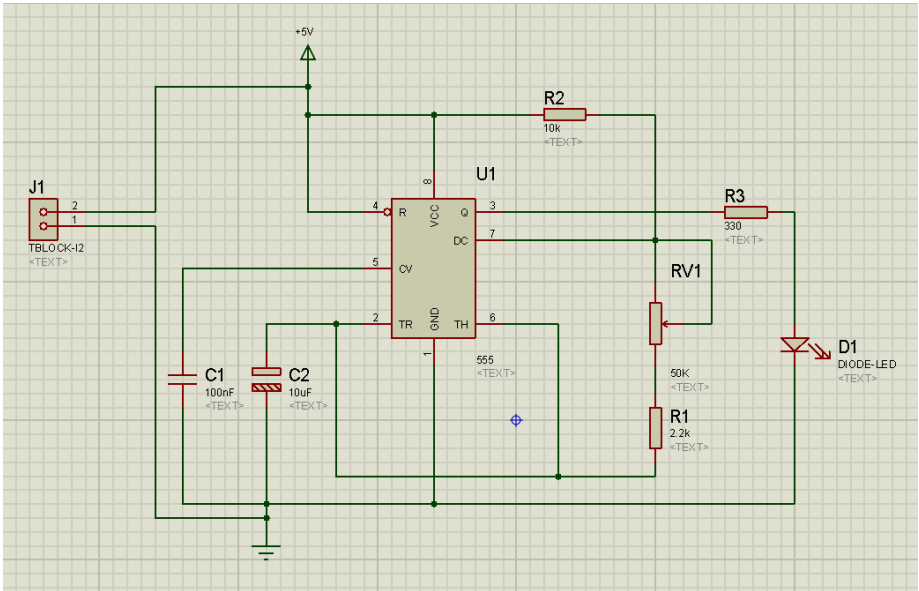 +5V
R2
10k
<TEXT>
J1
2
1
TBLOCK-I2
<TEXT>
U1
8
VCC
4
R
Q
3
DC
7
5
CV
2
TR
GND
TH
6
1
555
<TEXT>
R3
330
<TEXT>
RV1
50K
<TEXT>
C1
100nF
<TEXT>
C2
10uF
<TEXT>
R1
2.2k
<TEXT>
D1
DIODE-LED
<TEXT>